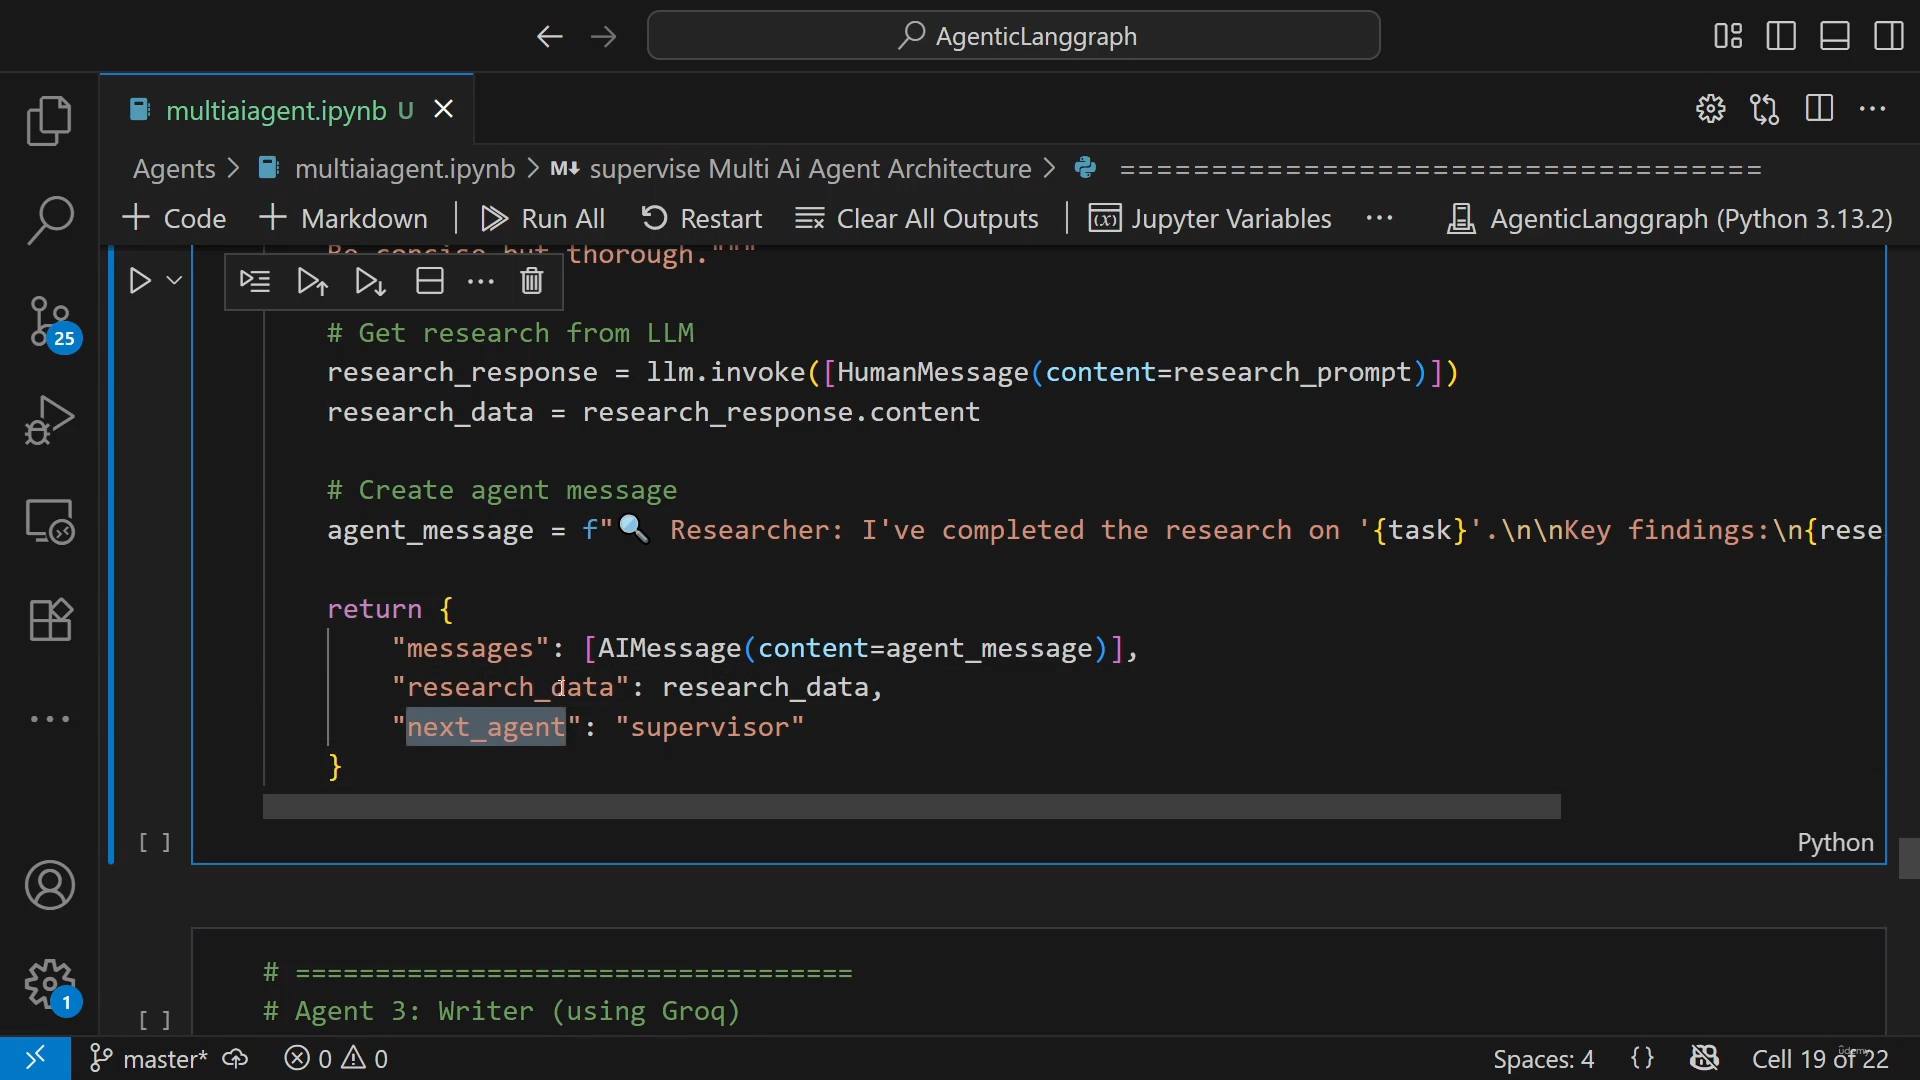 AgenticLanggraph
multiaiagent.ipynb U
Agents > multiaiagent.ipynb > M↓ supervise Multi Ai Agent Architecture > ==================================
+ Code + Markdown Run All Restart Clear All Outputs Jupyter Variables ... AgenticLanggraph (Python 3.13.2)
Be concise but thorough."""
# Get research from LLM
research_response = llm.invoke([HumanMessage(content=research_prompt)])
research_data = research_response.content
# Create agent message
agent_message = f"🔍 Researcher: I've completed the research on '{task}'.\n\nKey findings:\n{rese
return {
"messages": [AIMessage(content=agent_message)],
"research_data": research_data,
"next_agent": "supervisor"
}
[ ]
Python
# ===================================
# Agent 3: Writer (using Groq)
[ ]
25
1
master* 0 0 Spaces: 4 {} Cell 19 of 22
ûdemy